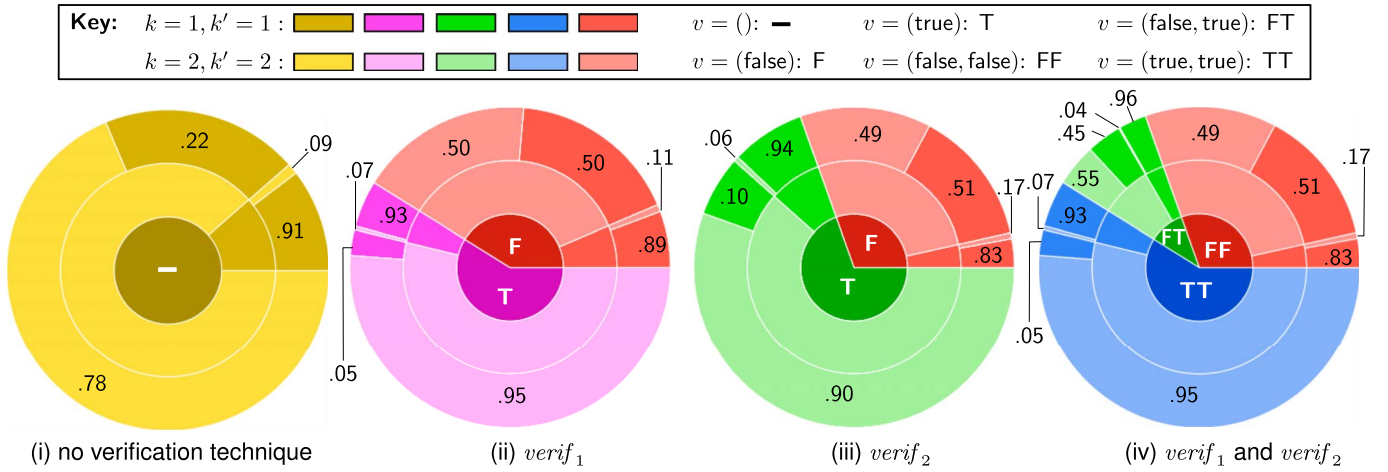 Key: k = 1, k′ = 1 : v = (): – v = (true): T v = (false, true): FT
k = 2, k′ = 2 : v = (false): F v = (false, false): FF v = (true, true): TT
.22
.09
.91
.78
–
(i) no verification technique
.50
.50
.11
.07
.93
.89
F
T
.05
.95
(ii) verif1
.49
.06
.94
.51
.17
.10
.83
F
T
.90
(iii) verif2
.96
.04
.45
.49
.17
.55
.51
.07
.93
.83
FT
FF
TT
.05
.95
(iv) verif1 and verif2